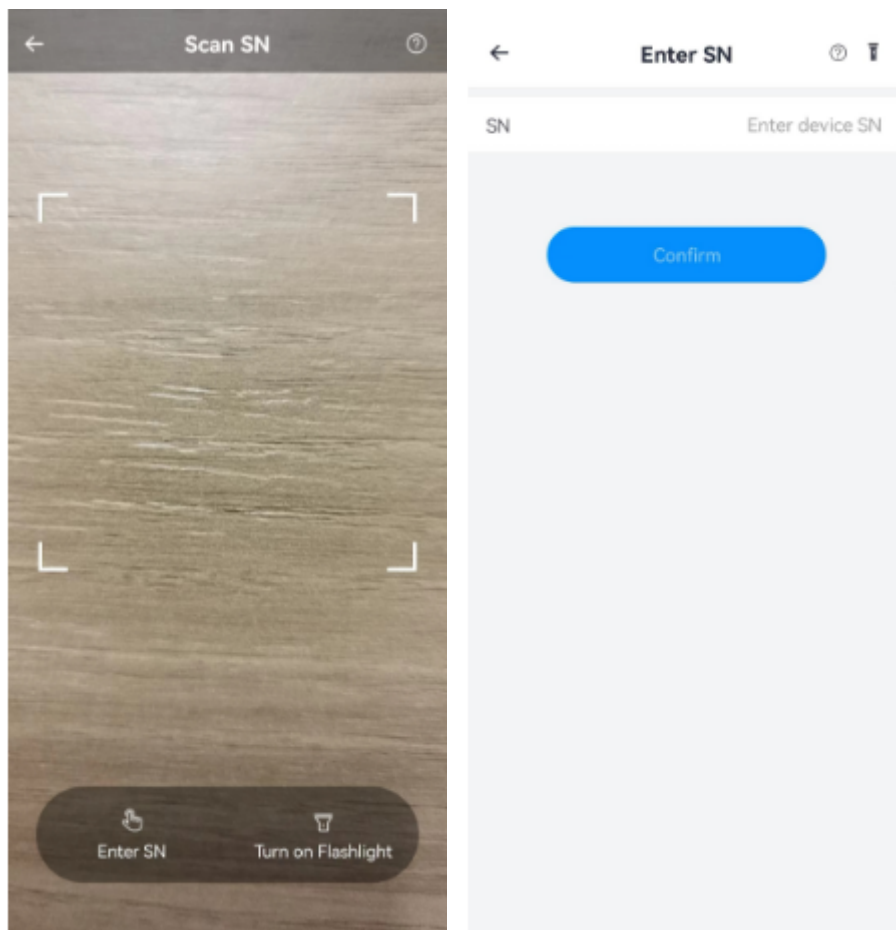 Scan SN
Enter SN
Turn on Flashlight
Enter SN
SN
Enter device SN
Confirm